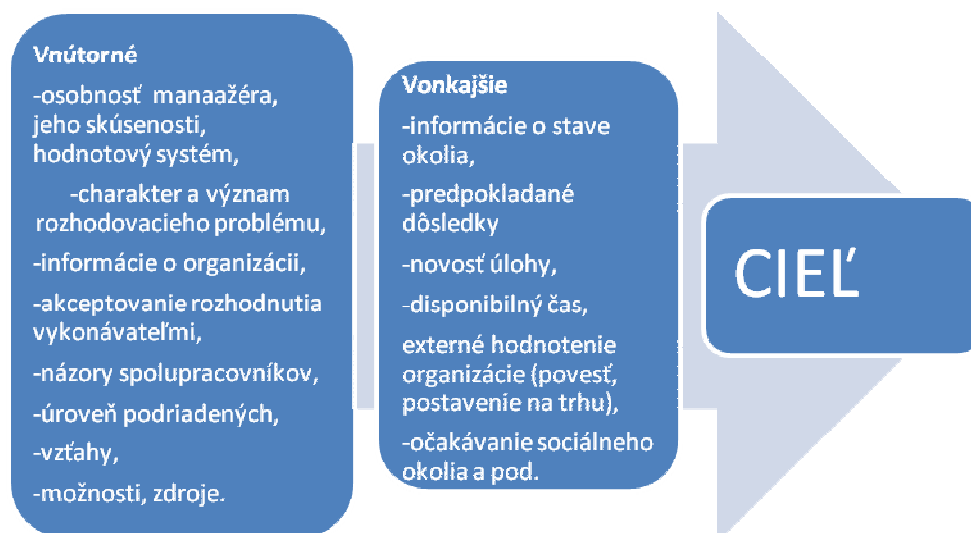 Vnútorné
-osobnosť manaažéra,
jeho skúsenosti,
hodnotový systém,
-charakter a význam
rozhodovacieho problému,
-informácie o organizácii,
-akceptovanie rozhodnutia
vykonávateľmi,
-názory spolupracovníkov,
-úroveň podriadených,
-vzťahy,
-možnosti, zdroje.
Vonkajšie
-informácie o stave
okolia,
-predpokladané
dôsledky
-novosť úlohy,
-disponibilný čas,
externé hodnotenie
organizácie (povesť,
postavenie na trhu),
-očakávanie sociálneho
okolia a pod.
CIEĽ